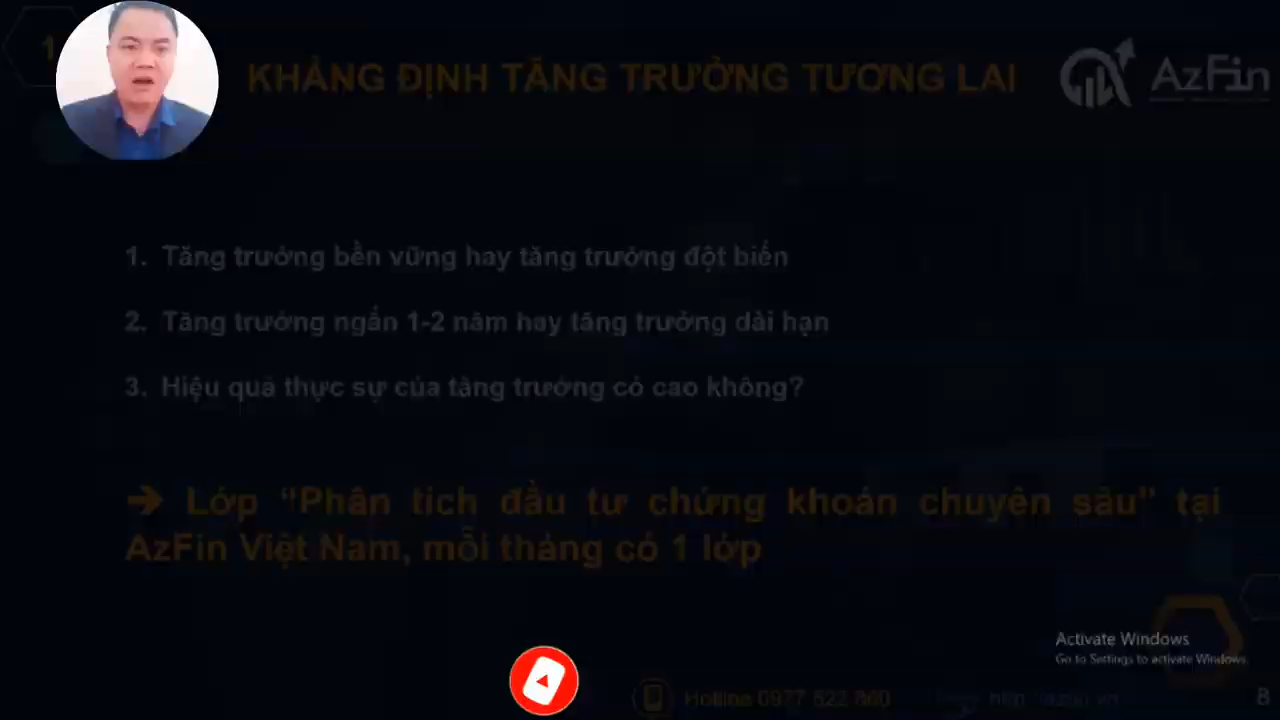 1
KHẲNG ĐỊNH TĂNG TRƯỞNG TƯƠNG LAI
AzFin
1. Tăng trưởng bền vững hay tăng trưởng đột biến
2. Tăng trưởng ngắn 1-2 năm hay tăng trưởng dài hạn
3. Hiệu quả thực sự của tăng trưởng có cao không?
➔ Lớp "Phân tích đầu tư chứng khoán chuyên sâu" tại
AzFin Việt Nam, mỗi tháng có 1 lớp
Activate Windows
Go to Settings to activate Windows.
Hotline 0977
8